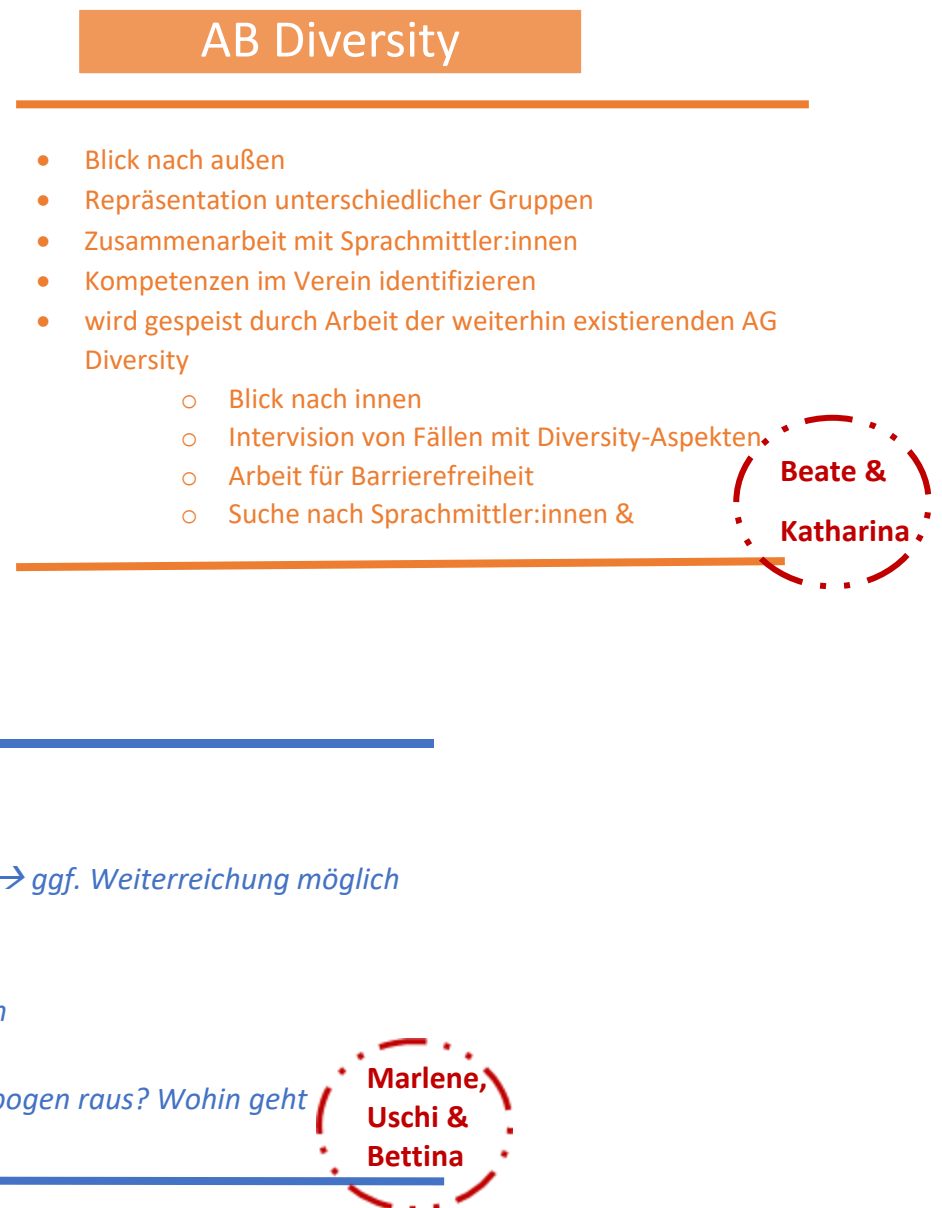 AB Diversity
• Blick nach außen
• Repräsentation unterschiedlicher Gruppen
• Zusammenarbeit mit Sprachmittler:innen
• Kompetenzen im Verein identifizieren
• wird gespeist durch Arbeit der weiterhin existierenden AG
Diversity
o Blick nach innen
o Intervision von Fällen mit Diversity-Aspekten
o Arbeit für Barrierefreiheit
o Suche nach Sprachmittler:innen &
Beate &
Katharina
→ ggf. Weiterreichung möglich
n
bogen raus? Wohin geht
Marlene,
Uschi &
Bettina